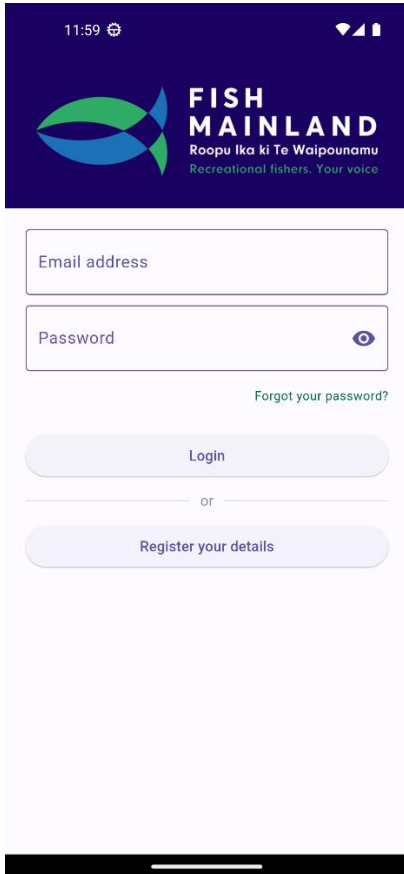 11:59
FISH
MAINLAND
Roopu Ika ki Te Waipounamu
Recreational fishers. Your voice
Email address
Password
Forgot your password?
Login
or
Register your details